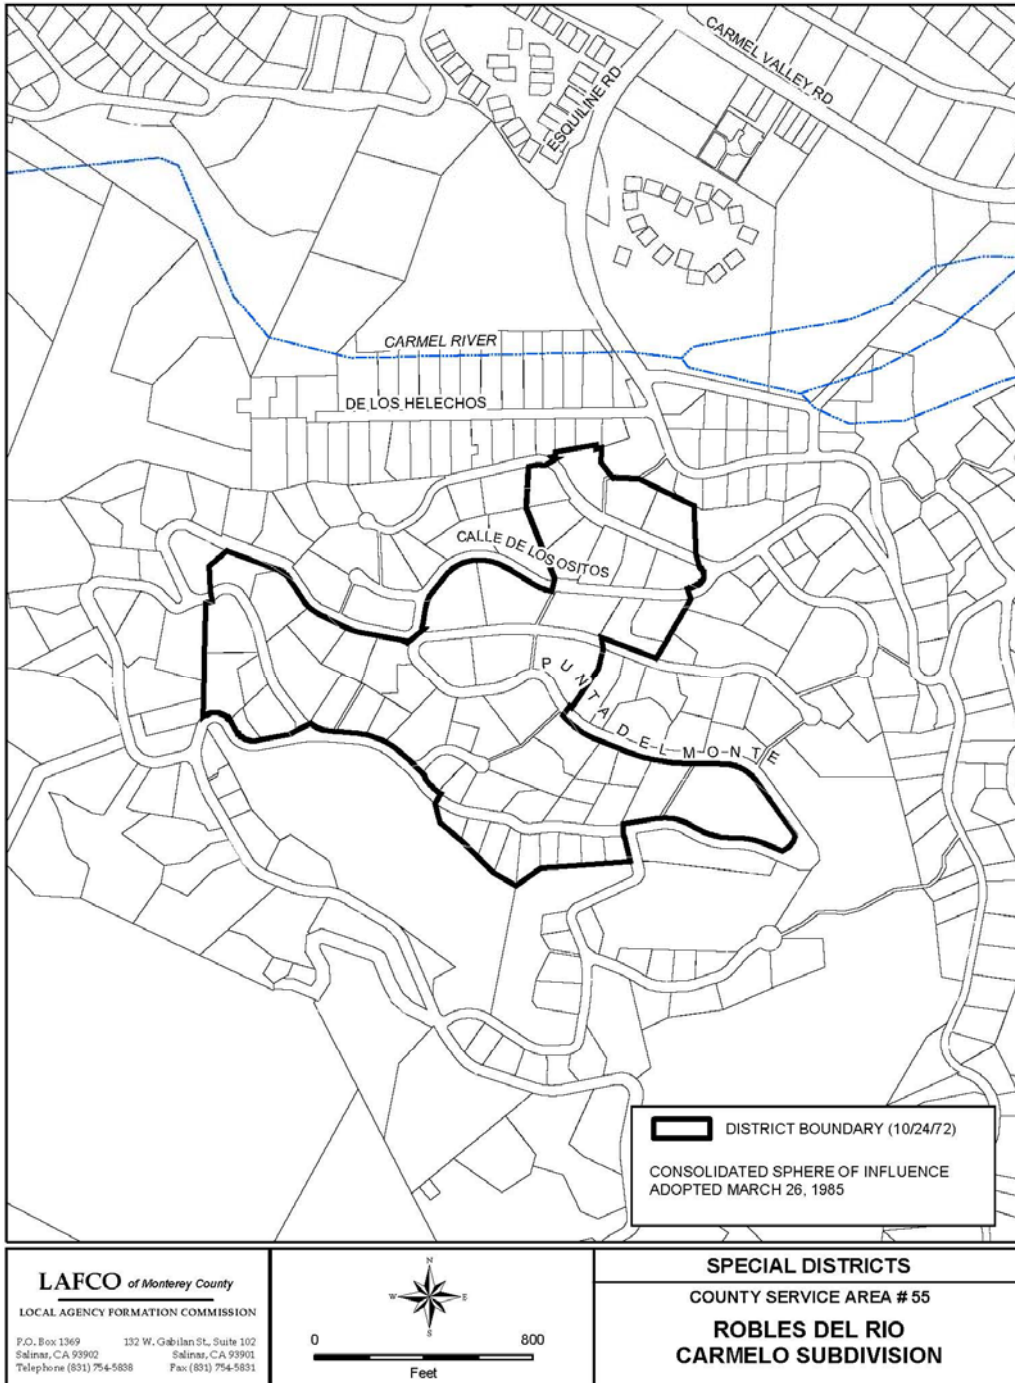 CARMEL VALLEY RD
ESQUILINE RD
CARMEL RIVER
DE LOS HELECHOS
CALLE DE LOS OSITOS
PUNTA DEL MONTE
DISTRICT BOUNDARY (10/24/72)
CONSOLIDATED SPHERE OF INFLUENCE
ADOPTED MARCH 26, 1985
LAFCO of Monterey County
LOCAL AGENCY FORMATION COMMISSION
P.O. Box 1369 132 W. Gabilan St., Suite 102
Salinas, CA 93902 Salinas, CA 93901
Telephone (831) 754-5838 Fax (831) 754-5831
N
W E
S
0 800
Feet
SPECIAL DISTRICTS
COUNTY SERVICE AREA # 55
ROBLES DEL RIO
CARMELO SUBDIVISION